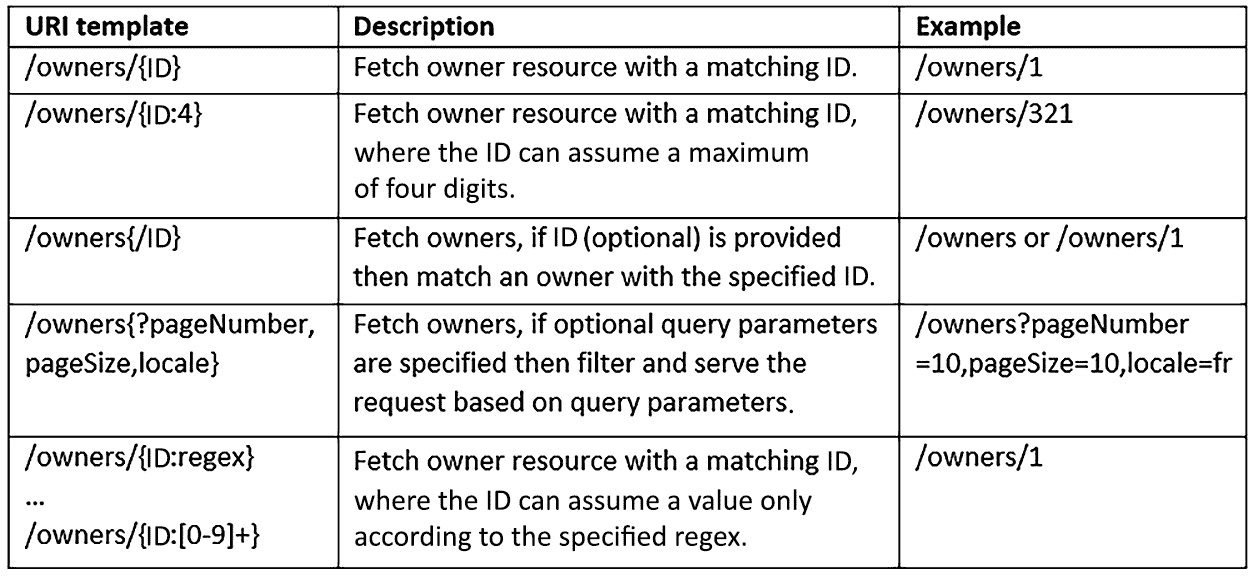 URI template Description Example
/owners/{ID} Fetch owner resource with a matching ID. /owners/1
/owners/{ID:4} Fetch owner resource with a matching ID, /owners/321
where the ID can assume a maximum
of four digits.
/owners{/ID} Fetch owners, if ID (optional) is provided /owners or /owners/1
then match an owner with the specified ID.
/owners{?pageNumber, Fetch owners, if optional query parameters /owners?pageNumber
pageSize,locale} are specified then filter and serve the =10,pageSize=10,locale=fr
request based on query parameters.
/owners/{ID:regex} Fetch owner resource with a matching ID, /owners/1
... where the ID can assume a value only
/owners/{ID:[0-9]+} according to the specified regex.